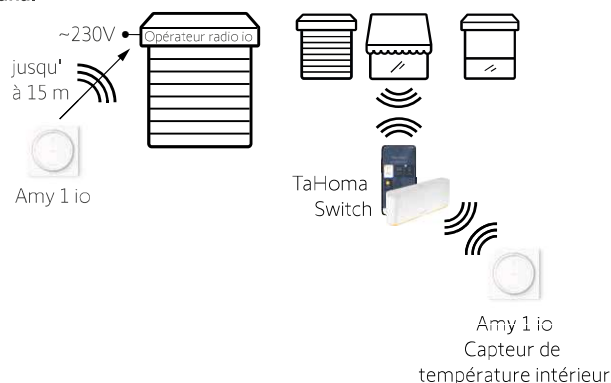 ~230V
Opérateur radio io
jusqu'
à 15 m
Amy 1 io
TaHoma
Switch
Amy 1 io
Capteur de
température intérieur